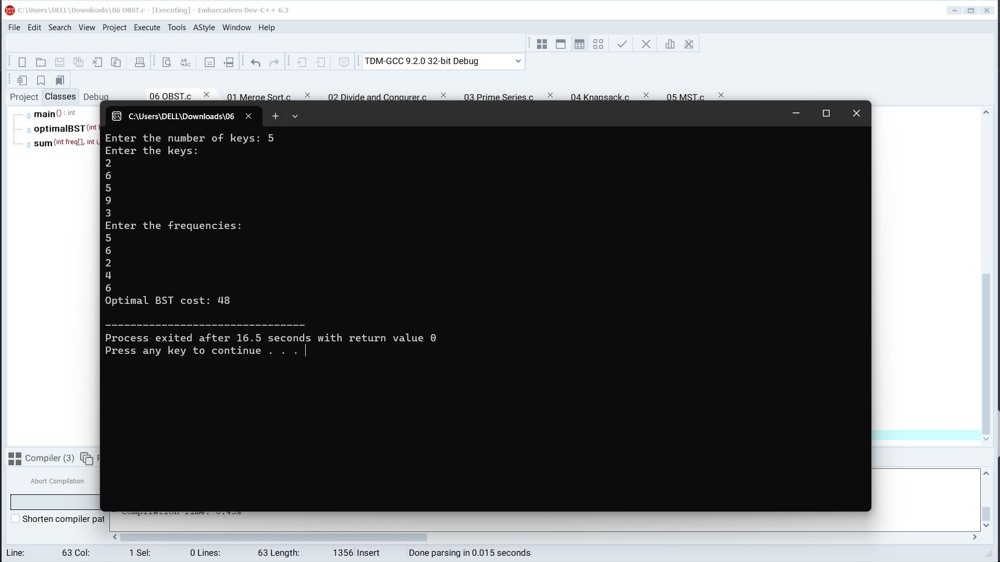 C:\Users\DELL\Downloads\06 OBST.c - [Executing] - Embarcadero Dev-C++ 6.3
File Edit Search View Project Execute Tools AStyle Window Help
TDM-GCC 9.2.0 32-bit Debug
Project Classes Debug 06 OBST.c 01 Merge Sort.c 02 Divide and Conqurer.c 03 Prime Series.c 04 Knapsack.c 05 MST.c
main () : int
optimalBST (int k
sum (int freq[], int i,
C:\Users\DELL\Downloads\06
Enter the number of keys: 5
Enter the keys:
2
6
5
9
3
Enter the frequencies:
5
6
2
4
6
Optimal BST cost: 48
--------------------------------
Process exited after 16.5 seconds with return value 0
Press any key to continue . . .
Compiler (3)
Abort Compilation
Shorten compiler pat
- Compilation Time: 0.45s
Line: 63 Col: 1 Sel: 0 Lines: 63 Length: 1356 Insert Done parsing in 0.015 seconds